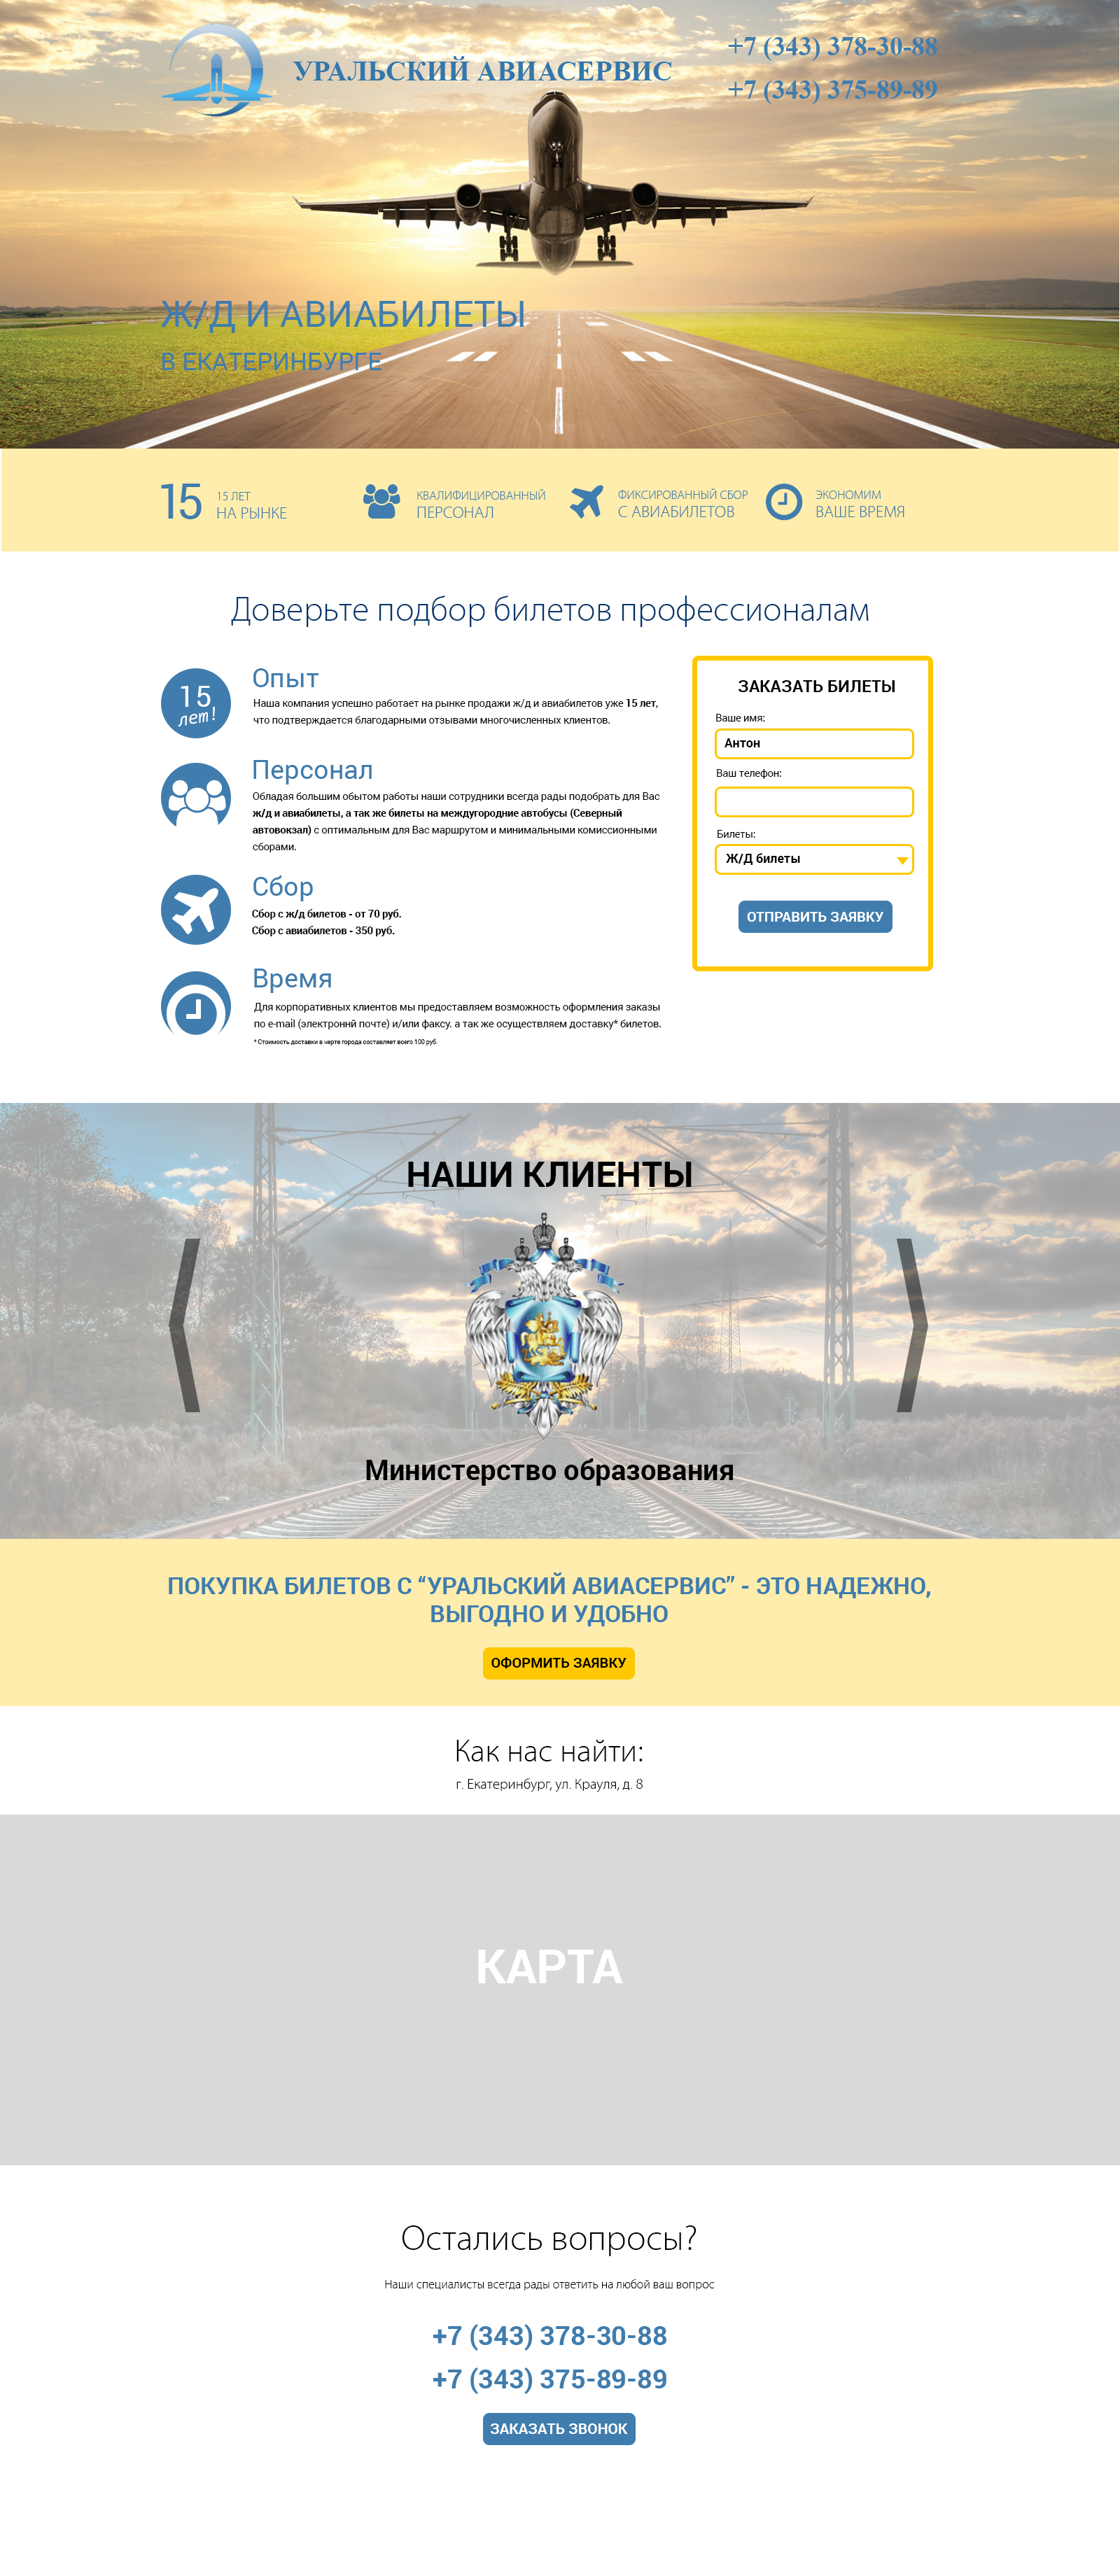 УРАЛЬСКИЙ АВИАСЕРВИС
+7 (343) 378-30-88
+7 (343) 375-89-89
Ж/Д И АВИАБИЛЕТЫ
В ЕКАТЕРИНБУРГЕ
15
15 ЛЕТ
НА РЫНКЕ
КВАЛИФИЦИРОВАННЫЙ
ПЕРСОНАЛ
ФИКСИРОВАННЫЙ СБОР
С АВИАБИЛЕТОВ
ЭКОНОМИМ
ВАШЕ ВРЕМЯ
Доверьте подбор билетов профессионалам
15
лет!
Опыт
Наша компания успешно работает на рынке продажи ж/д и авиабилетов уже 15 лет,
что подтверждается благодарными отзывами многочисленных клиентов.
Персонал
Обладая большим обытом работы наши сотрудники всегда рады подобрать для Вас
ж/д и авиабилеты, а так же билеты на междугородние автобусы (Северный
автовокзал) с оптимальным для Вас маршрутом и минимальными комиссионными
сборами.
Сбор
Сбор с ж/д билетов - от 70 руб.
Сбор с авиабилетов - 350 руб.
Время
Для корпоративных клиентов мы предоставляем возможность оформления заказы
по e-mail (электроннй почте) и/или факсу. а так же осуществляем доставку* билетов.
* Стоимость доставки в черте города составляет всего 100 руб.
ЗАКАЗАТЬ БИЛЕТЫ
Ваше имя:
Антон
Ваш телефон:
Билеты:
Ж/Д билеты
ОТПРАВИТЬ ЗАЯВКУ
НАШИ КЛИЕНТЫ
Министерство образования
ПОКУПКА БИЛЕТОВ С “УРАЛЬСКИЙ АВИАСЕРВИС” - ЭТО НАДЕЖНО,
ВЫГОДНО И УДОБНО
ОФОРМИТЬ ЗАЯВКУ
Как нас найти:
г. Екатеринбург, ул. Крауля, д. 8
КАРТА
Остались вопросы?
Наши специалисты всегда рады ответить на любой ваш вопрос
+7 (343) 378-30-88
+7 (343) 375-89-89
ЗАКАЗАТЬ ЗВОНОК